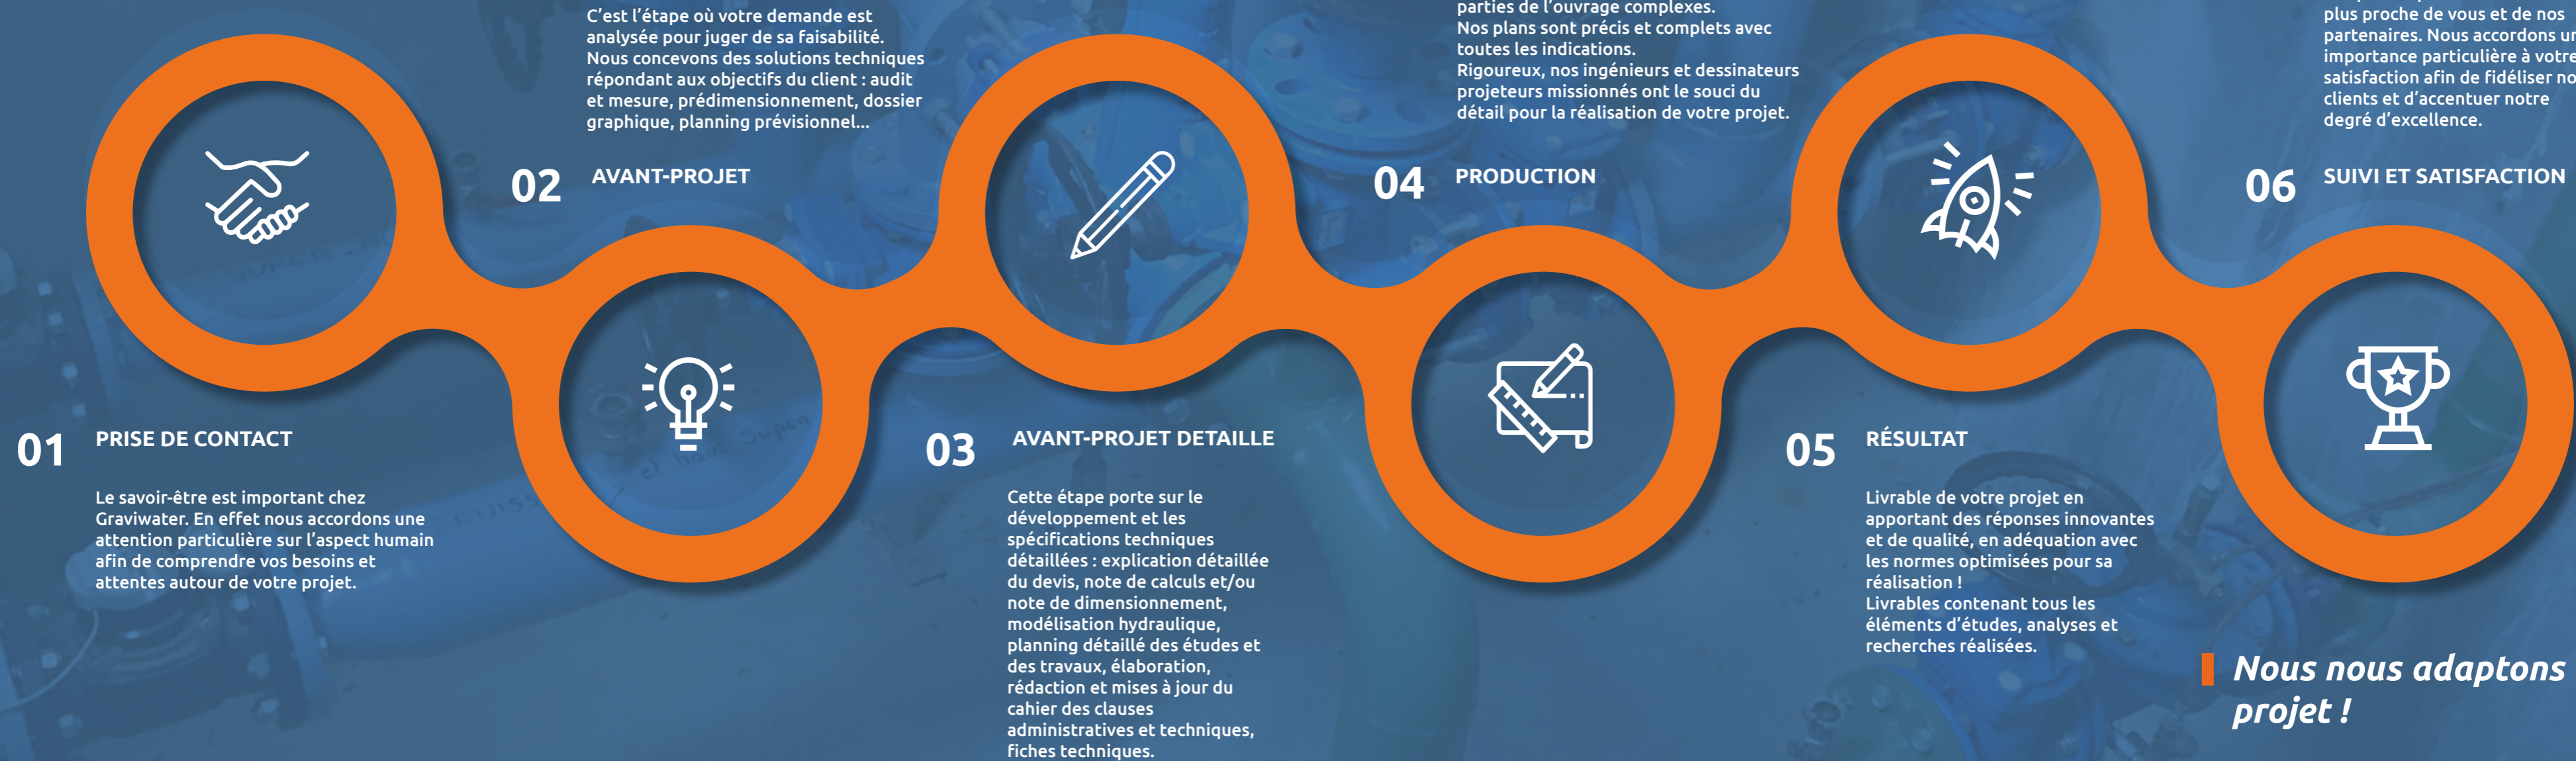 01
PRISE DE CONTACT
Le savoir-être est important chez
Graviwater. En effet nous accordons une
attention particulière sur l'aspect humain
afin de comprendre vos besoins et
attentes autour de votre projet.
C'est l'étape où votre demande est
analysée pour juger de sa faisabilité.
Nous concevons des solutions techniques
répondant aux objectifs du client : audit
et mesure, prédimensionnement, dossier
graphique, planning prévisionnel...
02
AVANT-PROJET
03
AVANT-PROJET DETAILLE
Cette étape porte sur le
développement et les
spécifications techniques
détaillées : explication détaillée
du devis, note de calculs et/ou
note de dimensionnement,
modélisation hydraulique,
planning détaillé des études et
des travaux, élaboration,
rédaction et mises à jour du
cahier des clauses
administratives et techniques,
fiches techniques.
parties de l'ouvrage complexes.
Nos plans sont précis et complets avec
toutes les indications.
Rigoureux, nos ingénieurs et dessinateurs
projeteurs missionnés ont le souci du
détail pour la réalisation de votre projet.
04
PRODUCTION
05
RÉSULTAT
Livrable de votre projet en
apportant des réponses innovantes
et de qualité, en adéquation avec
les normes optimisées pour sa
réalisation !
Livrables contenant tous les
éléments d'études, analyses et
recherches réalisées.
plus proche de vous et de nos
partenaires. Nous accordons
importance particulière à votre
satisfaction afin de fidéliser
clients et d'accentuer notre
degré d'excellence.
06
SUIVI ET SATISFACTION
Nous nous adaptons
projet !